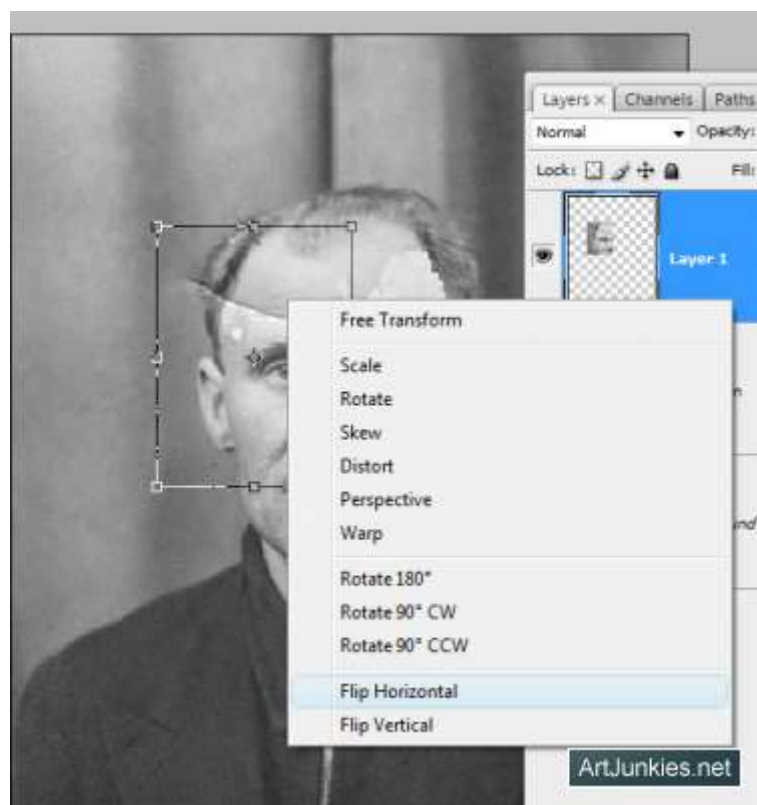 Layers × Channels Paths
Normal Opacity:
Lock: Fill:
Layer 1
Free Transform
Scale
Rotate
Skew
Distort
Perspective
Warp
Rotate 180°
Rotate 90° CW
Rotate 90° CCW
Flip Horizontal
Flip Vertical
ArtJunkies.net